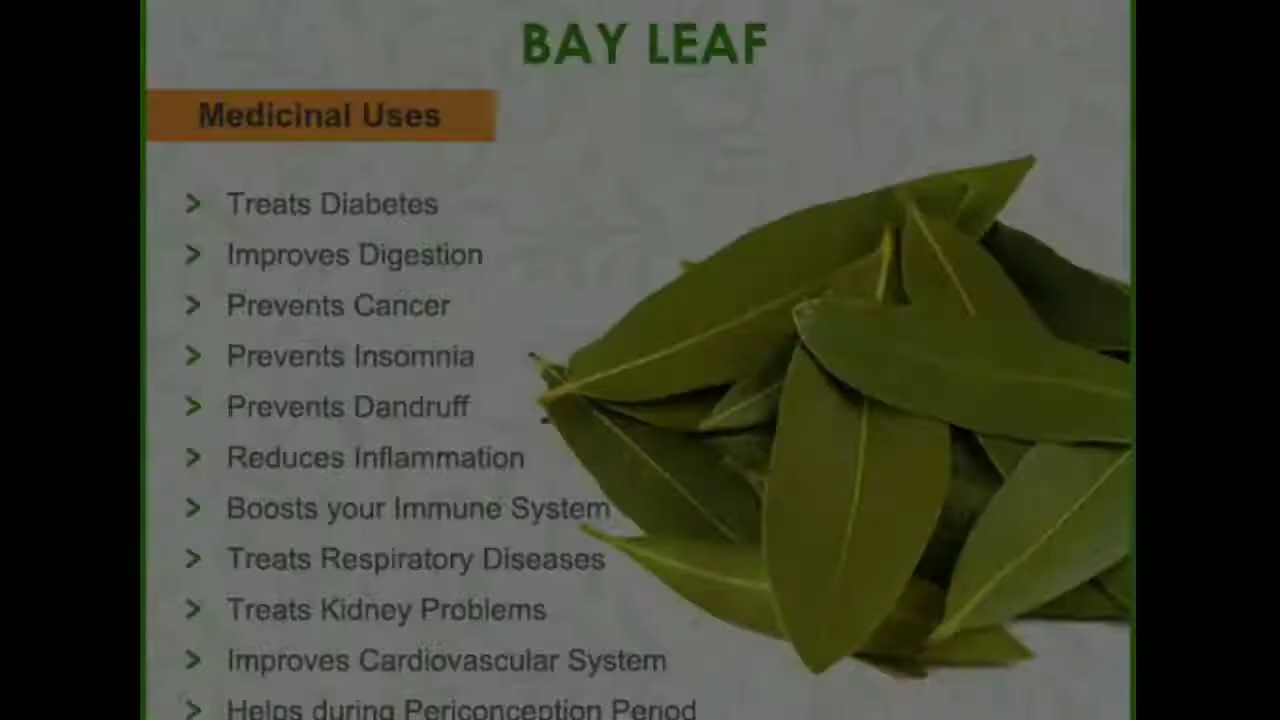 BAY LEAF
Medicinal Uses
Treats Diabetes
Improves Digestion
Prevents Cancer
Prevents Insomnia
Prevents Dandruff
Reduces Inflammation
Boosts your Immune System
Treats Respiratory Diseases
Treats Kidney Problems
Improves Cardiovascular System
Helps during Periconception Period